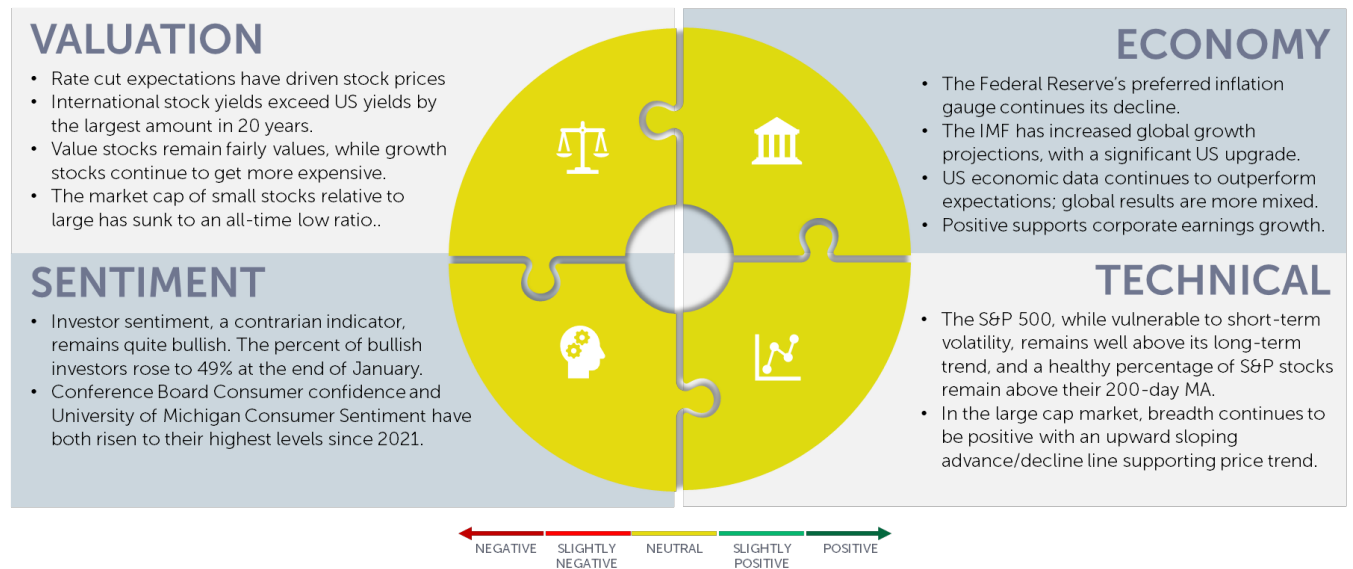 VALUATION
• Rate cut expectations have driven stock prices
• International stock yields exceed US yields by
the largest amount in 20 years.
• Value stocks remain fairly values, while growth
stocks continue to get more expensive.
• The market cap of small stocks relative to
large has sunk to an all-time low ratio..
ECONOMY
• The Federal Reserve's preferred inflation
gauge continues its decline.
• The IMF has increased global growth
projections, with a significant US upgrade.
• US economic data continues to outperform
expectations; global results are more mixed.
• Positive supports corporate earnings growth.
SENTIMENT
• Investor sentiment, a contrarian indicator,
remains quite bullish. The percent of bullish
investors rose to 49% at the end of January.
• Conference Board Consumer confidence and
University of Michigan Consumer Sentiment have
both risen to their highest levels since 2021.
TECHNICAL
• The S&P 500, while vulnerable to short-term
volatility, remains well above its long-term
trend, and a healthy percentage of S&P stocks
remain above their 200-day MA.
• In the large cap market, breadth continues to
be positive with an upward sloping
advance/decline line supporting price trend.
NEGATIVE
SLIGHTLY
NEGATIVE
NEUTRAL
SLIGHTLY
POSITIVE
POSITIVE